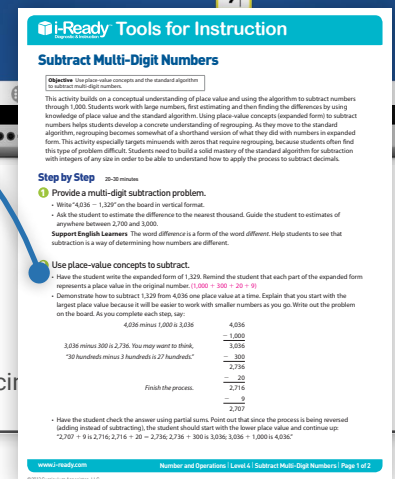 i-Ready Tools for Instruction
Diagnostic & Instruction
Subtract Multi-Digit Numbers
Objective Use place-value concepts and the standard algorithm
to subtract multi-digit numbers.
This activity builds on a conceptual understanding of place value and using the algorithm to subtract numbers
through 1,000. Students work with large numbers, first estimating and then finding the differences by using
knowledge of place value and the standard algorithm. Using place-value concepts (expanded form) to subtract
numbers helps students develop a concrete understanding of regrouping. As they move to the standard
algorithm, regrouping becomes somewhat of a shorthand version of what they did with numbers in expanded
form. This activity especially targets minuends with zeros that require regrouping, because students often find
this type of problem difficult. Students need to build a solid mastery of the standard algorithm for subtraction
with integers of any size in order to be able to understand how to apply the process to subtract decimals.
Step by Step 20–30 minutes
1 Provide a multi-digit subtraction problem.
• Write “4,036 − 1,329” on the board in vertical format.
• Ask the student to estimate the difference to the nearest thousand. Guide the student to estimates of
anywhere between 2,700 and 3,000.
Support English Learners The word difference is a form of the word different. Help students to see that
subtraction is a way of determining how numbers are different.
Use place-value concepts to subtract.
• Have the student write the expanded form of 1,329. Remind the student that each part of the expanded form
represents a place value in the original number. (1,000 + 300 + 20 + 9)
• Demonstrate how to subtract 1,329 from 4,036 one place value at a time. Explain that you start with the
largest place value because it will be easier to work with smaller numbers as you go. Write out the problem
on the board. As you complete each step, say:
4,036 minus 1,000 is 3,036 4,036
− 1,000
3,036 minus 300 is 2,736. You may want to think, 3,036
“30 hundreds minus 3 hundreds is 27 hundreds.” − 300
2,736
− 20
Finish the process. 2,716
− 9
2,707
• Have the student check the answer using partial sums. Point out that since the process is being reversed
(adding instead of subtracting), the student should start with the lower place value and continue up:
“2,707 + 9 is 2,716; 2,716 + 20 = 2,736; 2,736 + 300 is 3,036; 3,036 + 1,000 is 4,036.”
www.i-ready.com Number and Operations | Level 4 | Subtract Multi-Digit Numbers | Page 1 of 2